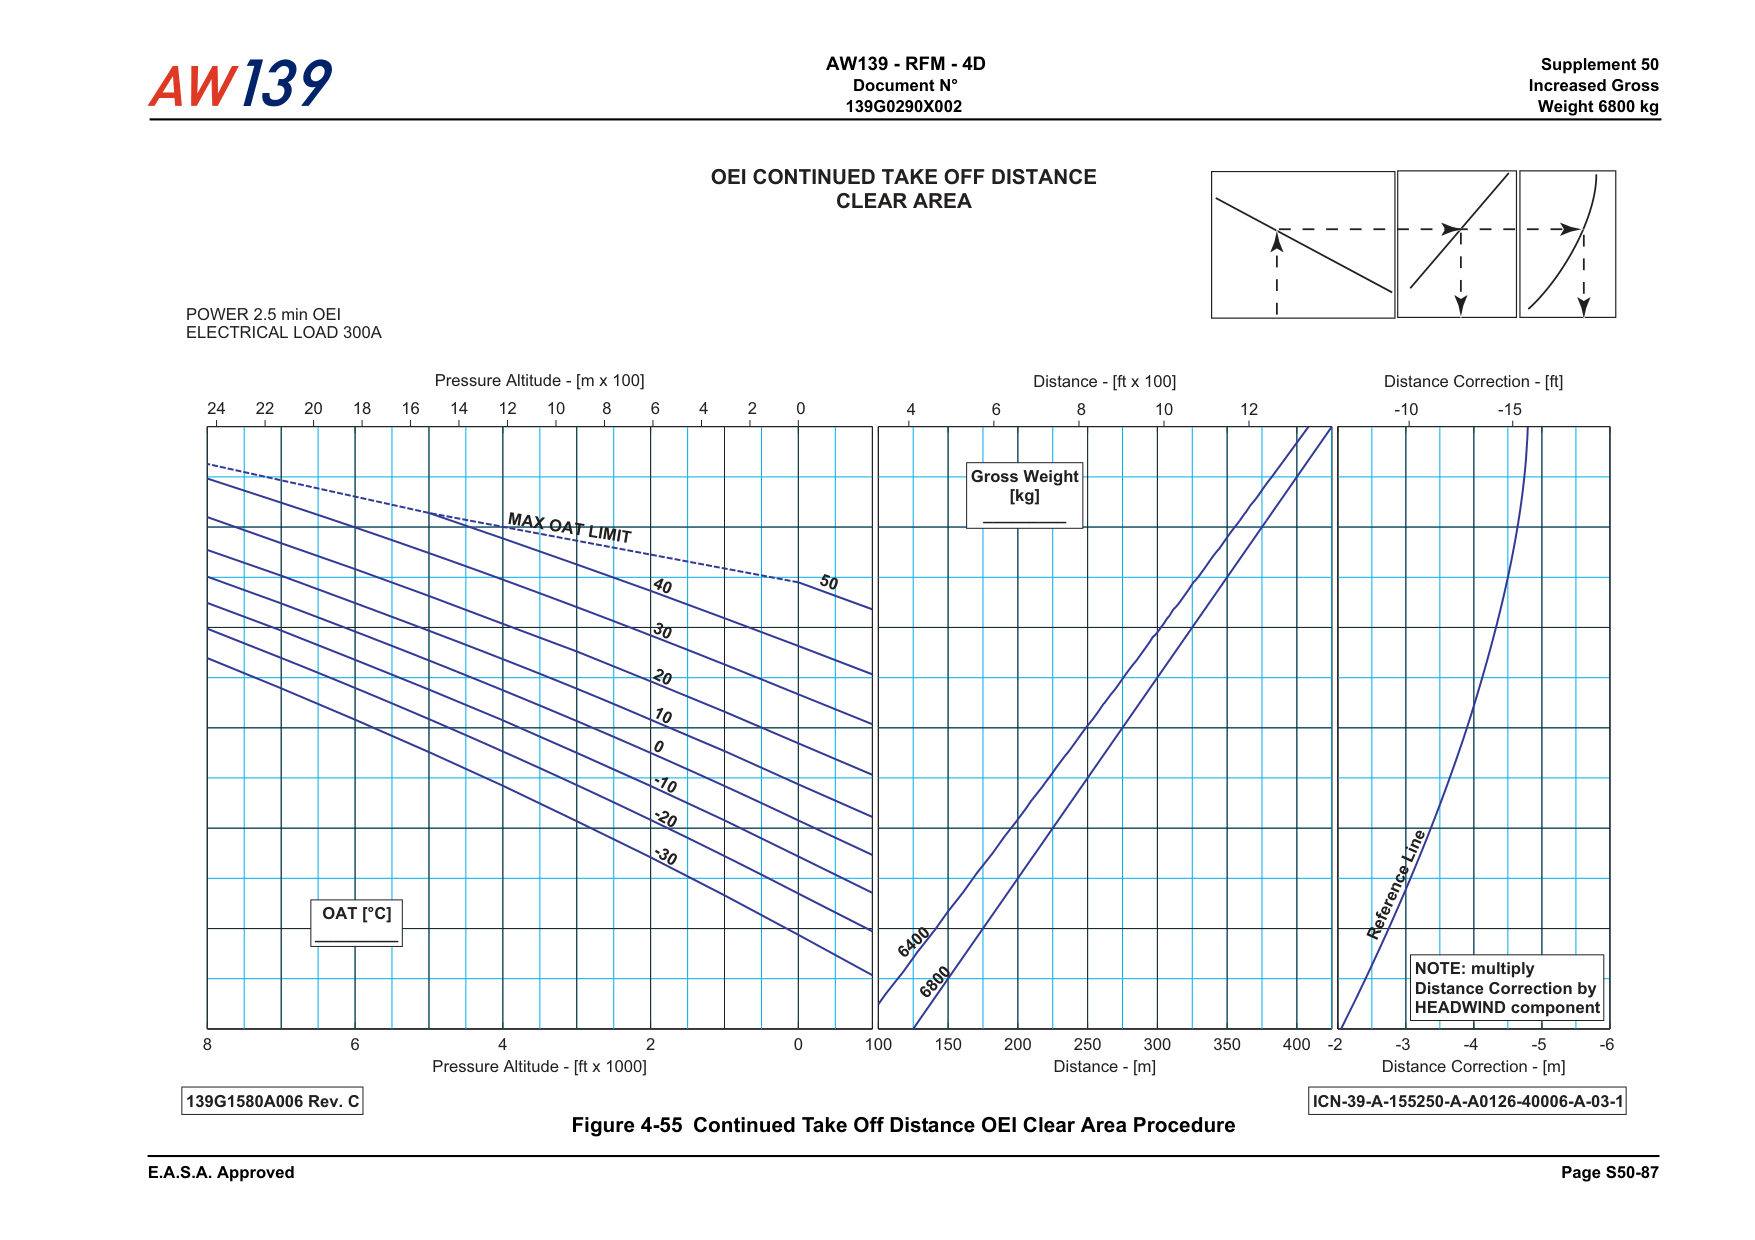 AW139
AW139 - RFM - 4D
Document N°
139G0290X002
Supplement 50
Increased Gross
Weight 6800 kg
OEI CONTINUED TAKE OFF DISTANCE
CLEAR AREA
POWER 2.5 min OEI
ELECTRICAL LOAD 300A
Pressure Altitude - [m x 100]
Distance - [ft x 100]
Distance Correction - [ft]
24 22 20 18 16 14 12 10 8 6 4 2 0
4 6 8 10 12
-10 -15
MAX OAT LIMIT
50
40
30
20
10
0
-10
-20
-30
OAT [°C]
Gross Weight
[kg]
6400
6800
Reference Line
NOTE: multiply
Distance Correction by
HEADWIND component
8 6 4 2 0
100 150 200 250 300 350 400
-2 -3 -4 -5 -6
Pressure Altitude - [ft x 1000]
Distance - [m]
Distance Correction - [m]
139G1580A006 Rev. C
ICN-39-A-155250-A-A0126-40006-A-03-1
Figure 4-55 Continued Take Off Distance OEI Clear Area Procedure
E.A.S.A. Approved
Page S50-87